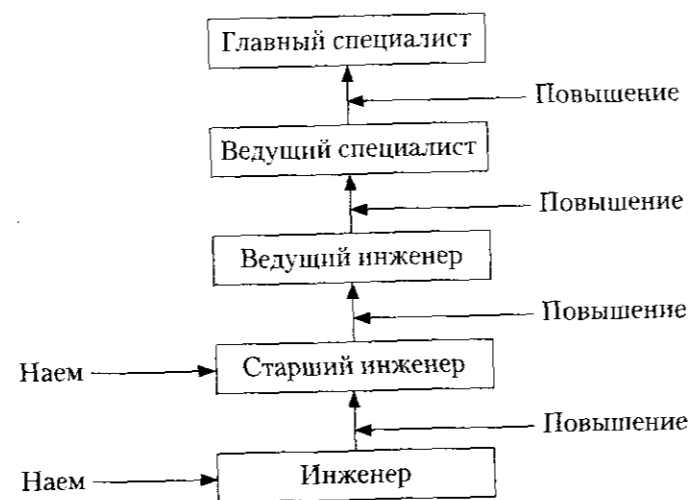 Главный специалист
Повышение
Ведущий специалист
Повышение
Ведущий инженер
Повышение
Наем
Старший инженер
Повышение
Наем
Инженер